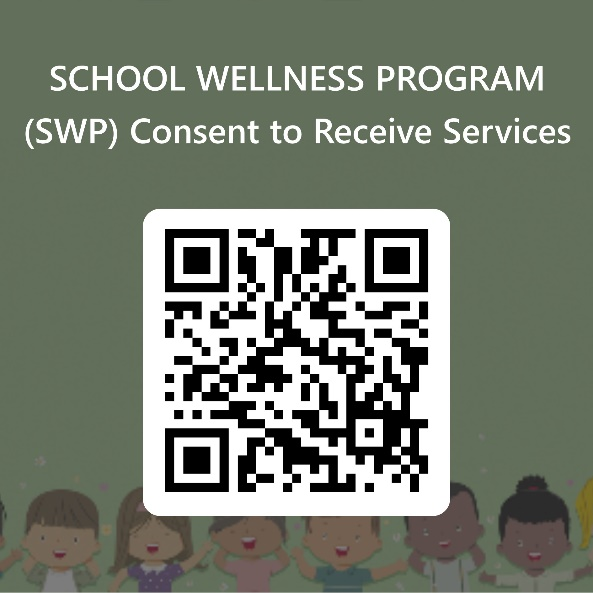 SCHOOL WELLNESS PROGRAM
(SWP) Consent to Receive Services